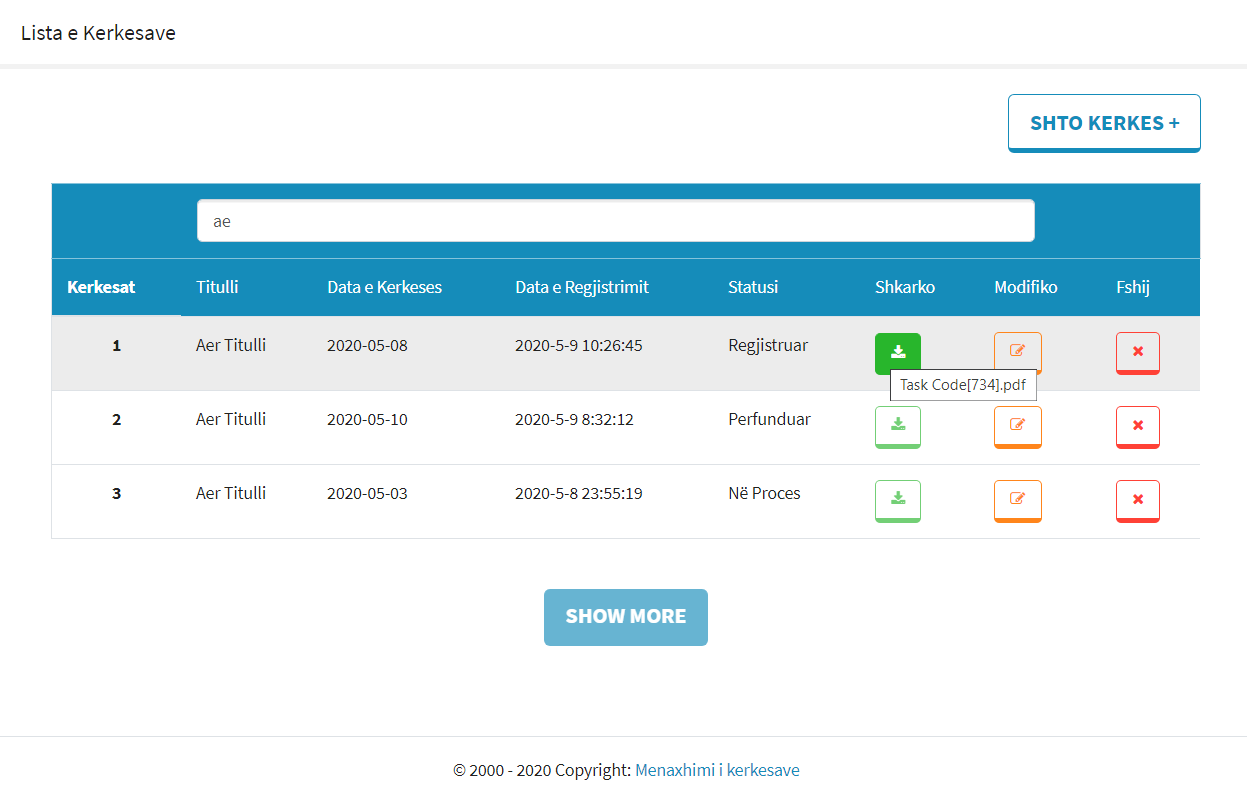 Lista e Kerkesave
SHTO KERKES +
ae
Kerkesat Titulli Data e Kerkeses Data e Regjistrimit Statusi Shkarko Modifiko Fshij
1 Aer Titulli 2020-05-08 2020-5-9 10:26:45 Regjistruar
Task Code[734].pdf
2 Aer Titulli 2020-05-10 2020-5-9 8:32:12 Perfunduar
3 Aer Titulli 2020-05-03 2020-5-8 23:55:19 Në Proces
SHOW MORE
© 2000 - 2020 Copyright: Menaxhimi i kerkesave